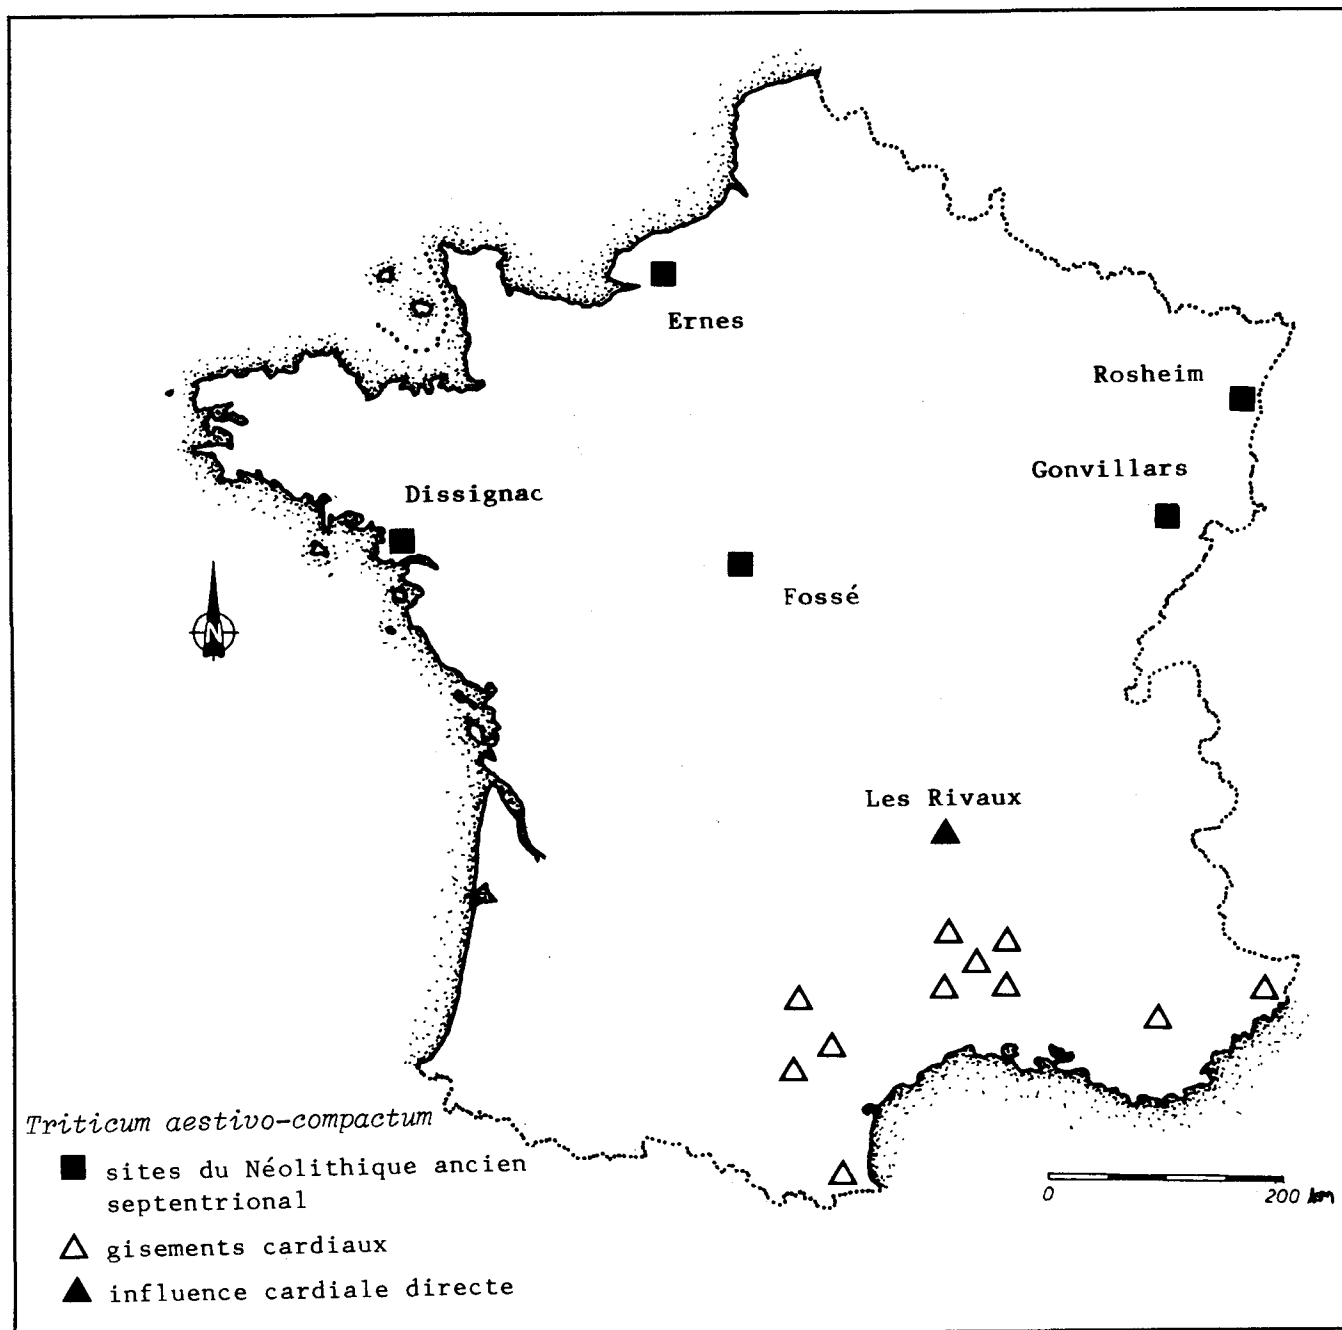 Ernes
Rosheim
Gonvillars
Dissignac
Fossé
N
Les Rivaux
Triticum aestivo-compactum
sites du Néolithique ancien
septentrional
gisements cardiaux
influence cardiale directe
0 200 km